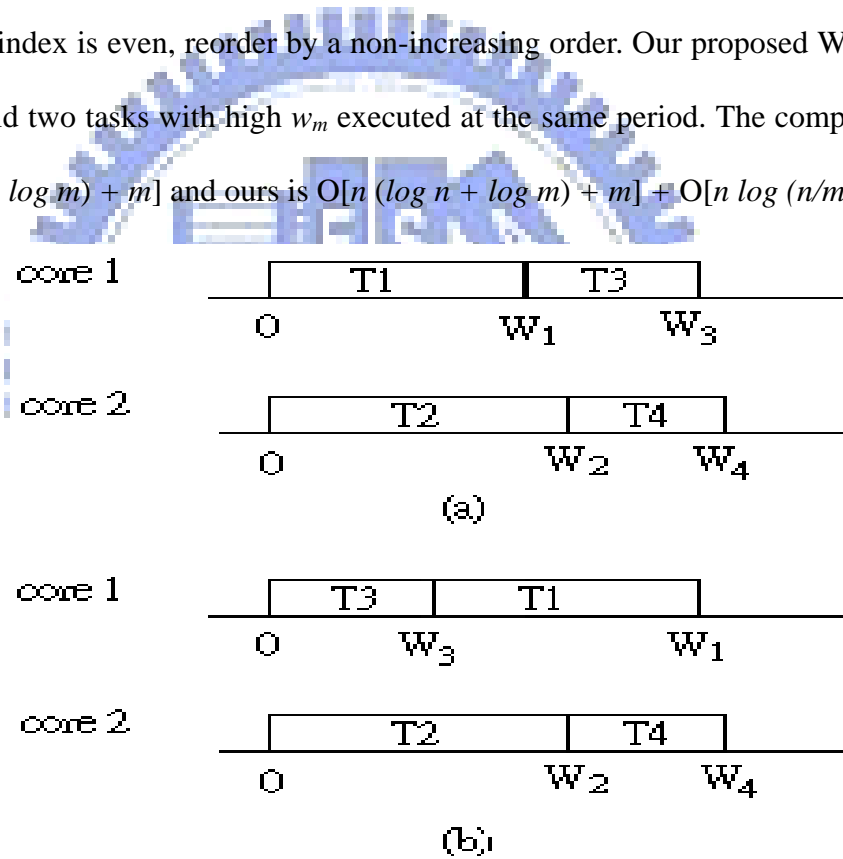 index is even, reorder by a non-increasing order. Our proposed W
d two tasks with high wm executed at the same period. The comp
log m) + m] and ours is O[n (log n + log m) + m] + O[n log (n/m
core 1
T1 T3
0 W1 W3
core 2
T2 T4
0 W2 W4
(a)
core 1
T3 T1
0 W3 W1
core 2
T2 T4
0 W2 W4
(b)